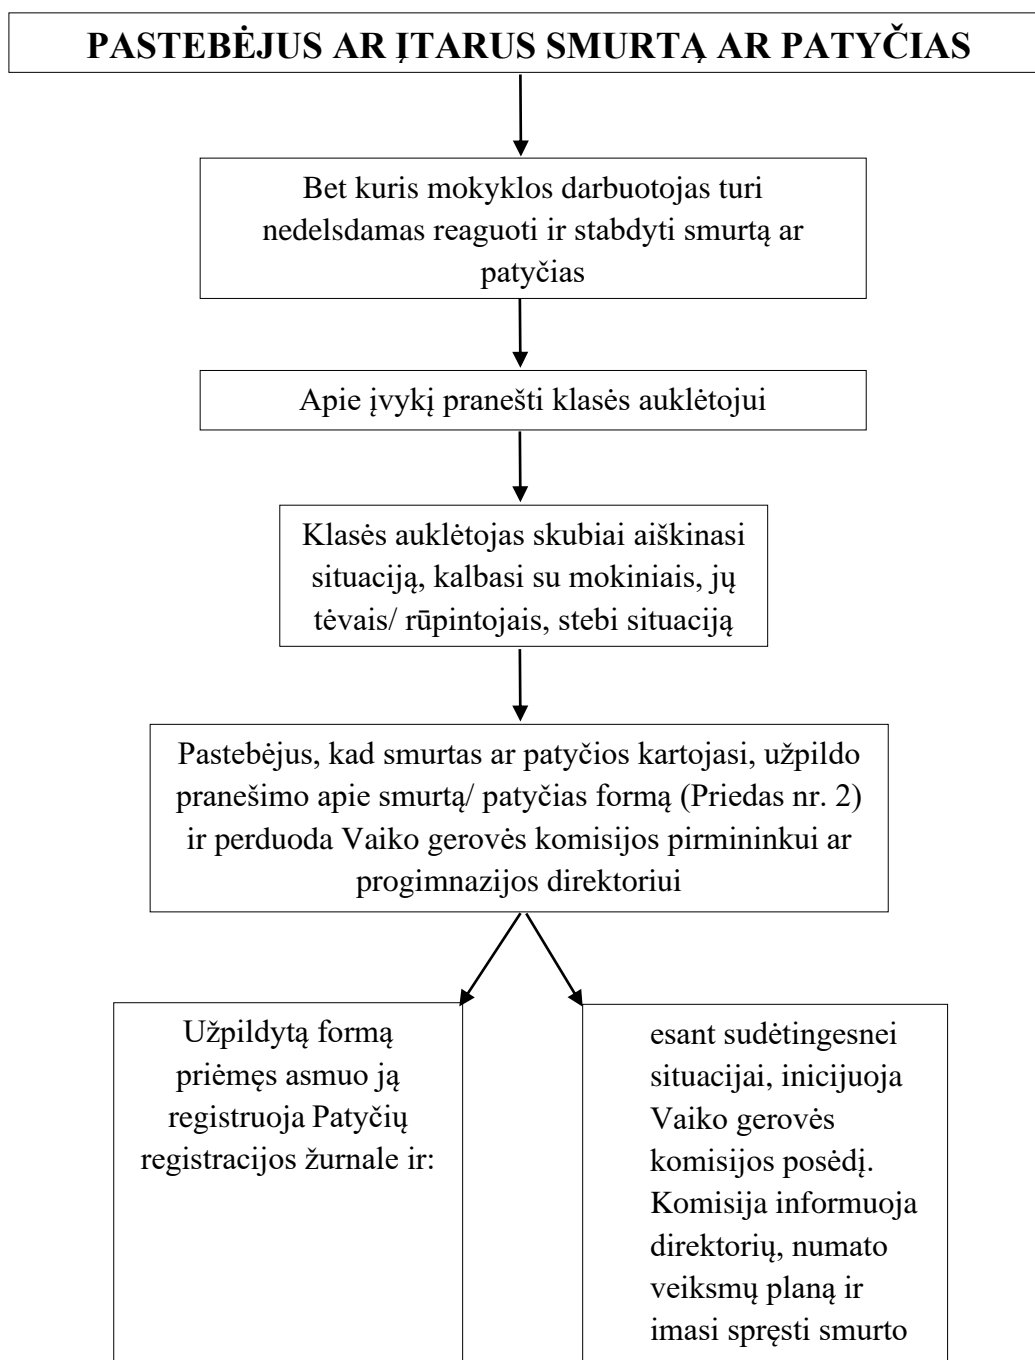 PASTEBĖJUS AR ĮTARUS SMURTĄ AR PATYČIAS
Bet kuris mokyklos darbuotojas turi
nedelsdamas reaguoti ir stabdyti smurtą ar
patyčias
Apie įvykį pranešti klasės auklėtojui
Klasės auklėtojas skubiai aiškinasi
situaciją, kalbasi su mokiniais, jų
tėvais/ rūpintojais, stebi situaciją
Pastebėjus, kad smurtas ar patyčios kartojasi, užpildo
pranešimo apie smurtą/ patyčias formą (Priedas nr. 2)
ir perduoda Vaiko gerovės komisijos pirmininkui ar
progimnazijos direktoriui
Užpildytą formą
priėmęs asmuo ją
registruoja Patyčių
registracijos žurnale ir:
esant sudėtingesnei
situacijai, inicijuoja
Vaiko gerovės
komisijos posėdį.
Komisija informuoja
direktorių, numato
veiksmų planą ir
imasi spręsti smurto